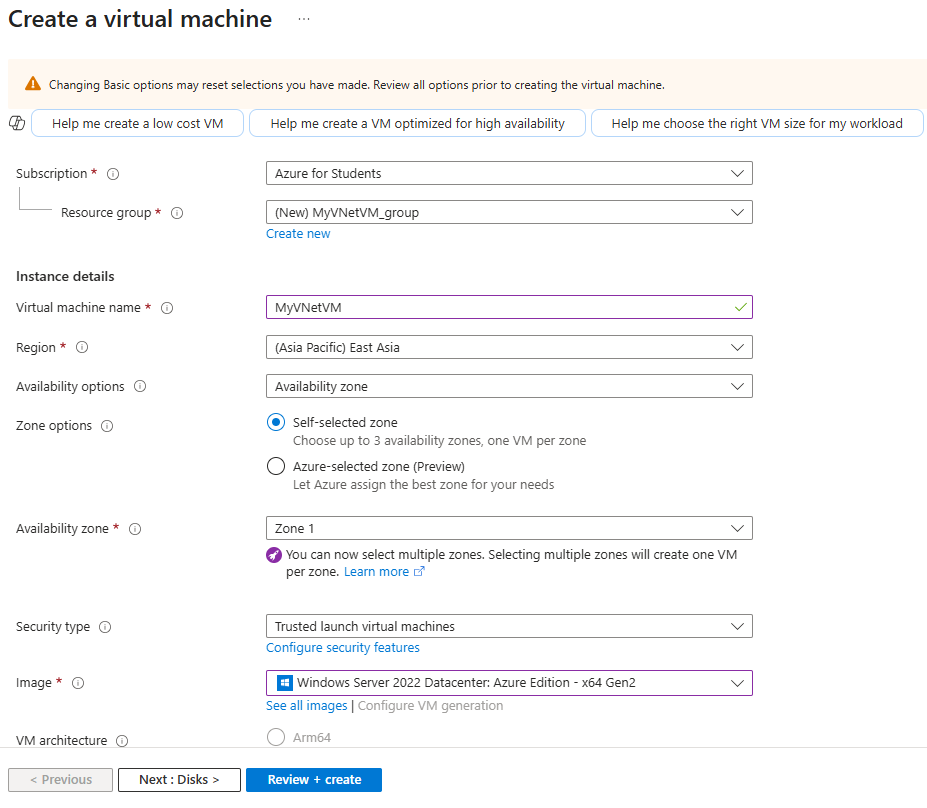 Create a virtual machine ...
Changing Basic options may reset selections you have made. Review all options prior to creating the virtual machine.
Help me create a low cost VM
Help me create a VM optimized for high availability
Help me choose the right VM size for my workload
Subscription *
Azure for Students
Resource group *
(New) MyVNetVM_group
Create new
Instance details
Virtual machine name *
MyVNetVM
Region *
(Asia Pacific) East Asia
Availability options
Availability zone
Zone options
Self-selected zone
Choose up to 3 availability zones, one VM per zone
Azure-selected zone (Preview)
Let Azure assign the best zone for your needs
Availability zone *
Zone 1
You can now select multiple zones. Selecting multiple zones will create one VM
per zone. Learn more
Security type
Trusted launch virtual machines
Configure security features
Image *
Windows Server 2022 Datacenter: Azure Edition - x64 Gen2
See all images | Configure VM generation
VM architecture
Arm64
< Previous
Next : Disks >
Review + create